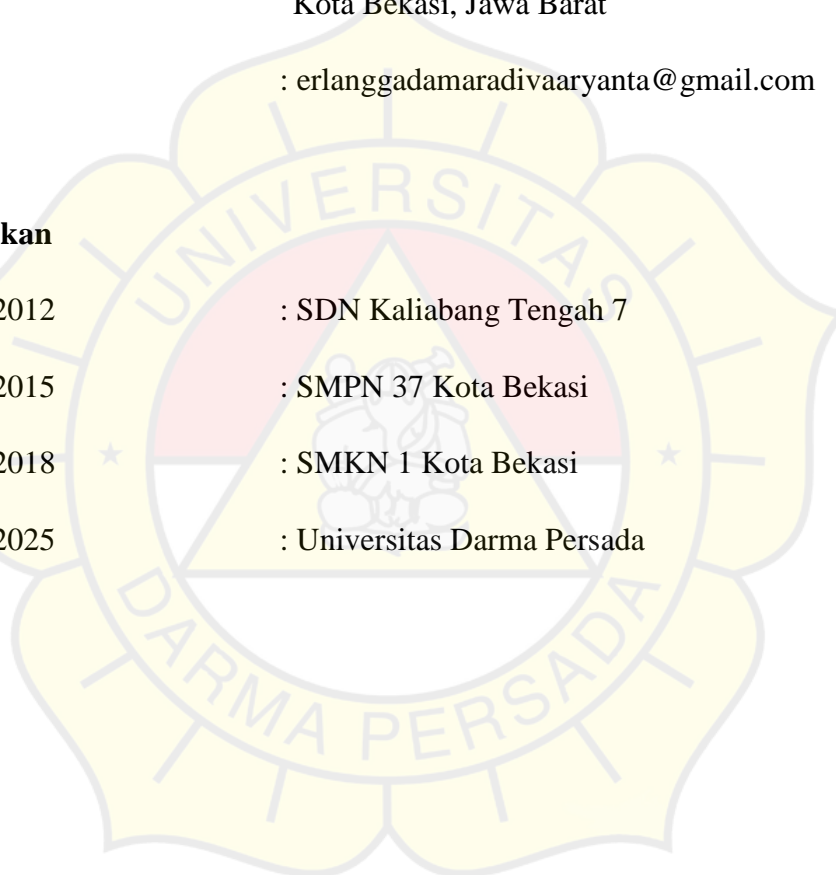 Kota Bekasi, Jawa Barat
: erlanggadamaradivaaryanta@gmail.com
kan
2012 : SDN Kaliabang Tengah 7
2015 : SMPN 37 Kota Bekasi
2018 : SMKN 1 Kota Bekasi
2025 : Universitas Darma Persada
UNIVERSITAS
DARMA PERSADA